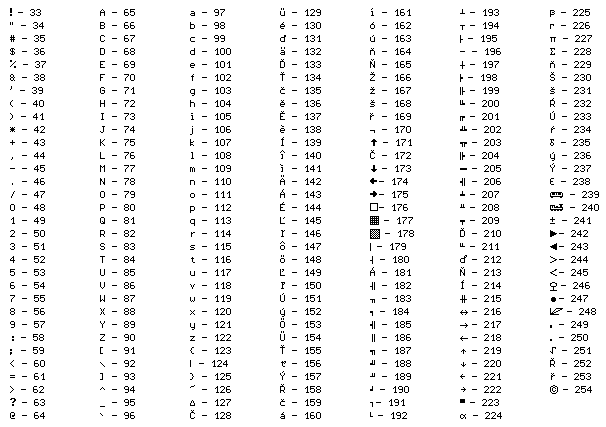 ! - 33
" - 34
# - 35
$ - 36
% - 37
& - 38
' - 39
( - 40
) - 41
* - 42
+ - 43
, - 44
- - 45
. - 46
/ - 47
0 - 48
1 - 49
2 - 50
3 - 51
4 - 52
5 - 53
6 - 54
7 - 55
8 - 56
9 - 57
: - 58
; - 59
< - 60
= - 61
> - 62
? - 63
@ - 64
A - 65
B - 66
C - 67
D - 68
E - 69
F - 70
G - 71
H - 72
I - 73
J - 74
K - 75
L - 76
M - 77
N - 78
O - 79
P - 80
Q - 81
R - 82
S - 83
T - 84
U - 85
V - 86
W - 87
X - 88
Y - 89
Z - 90
[ - 91
\ - 92
] - 93
^ - 94
_ - 95
` - 96
a - 97
b - 98
c - 99
d - 100
e - 101
f - 102
g - 103
h - 104
i - 105
j - 106
k - 107
l - 108
m - 109
n - 110
o - 111
p - 112
q - 113
r - 114
s - 115
t - 116
u - 117
v - 118
w - 119
x - 120
y - 121
z - 122
{ - 123
| - 124
} - 125
~ - 126
∆ - 127
Č - 128
ü - 129
é - 130
ď - 131
ä - 132
Ď - 133
Ť - 134
č - 135
ě - 136
Ě - 137
è - 138
Í - 139
î - 140
ì - 141
Ä - 142
Á - 143
É - 144
Ľ - 145
ľ - 146
ô - 147
ö - 148
Ĺ - 149
ĺ - 150
Ú - 151
ý - 152
Ö - 153
Ü - 154
Ť - 155
ť - 156
Ý - 157
Ř - 158
č - 159
á - 160
í - 161
ó - 162
ú - 163
ň - 164
Ň - 165
Ž - 166
ž - 167
š - 168
ř - 169
¬ - 170
↑ - 171
Č - 172
↓ - 173
← - 174
→ - 175
□ - 176
▦ - 177
▨ - 178
│ - 179
┤ - 180
Á - 181
╢ - 182
╖ - 183
╕ - 184
╣ - 185
║ - 186
╗ - 187
╝ - 188
╜ - 189
╛ - 190
┐ - 191
└ - 192
┴ - 193
┬ - 194
├ - 195
─ - 196
┼ - 197
╞ - 198
╟ - 199
╚ - 200
╔ - 201
╩ - 202
╦ - 203
╠ - 204
═ - 205
╣ - 206
╧ - 207
╨ - 208
╤ - 209
Ď - 210
╙ - 211
♂ - 212
Ñ - 213
Í - 214
╫ - 215
↔ - 216
→ - 217
← - 218
↑ - 219
↓ - 220
← - 221
→ - 222
▀ - 223
α - 224
β - 225
Γ - 226
π - 227
Σ - 228
ñ - 229
Š - 230
š - 231
Ŕ - 232
Ú - 233
ŕ - 234
δ - 235
ý - 236
Ý - 237
€ - 238
- 239
- 240
± - 241
▶ - 242
◀ - 243
> - 244
< - 245
♀ - 246
• - 247
- 248
. - 249
. - 250
√ - 251
Ř - 252
ř - 253
© - 254